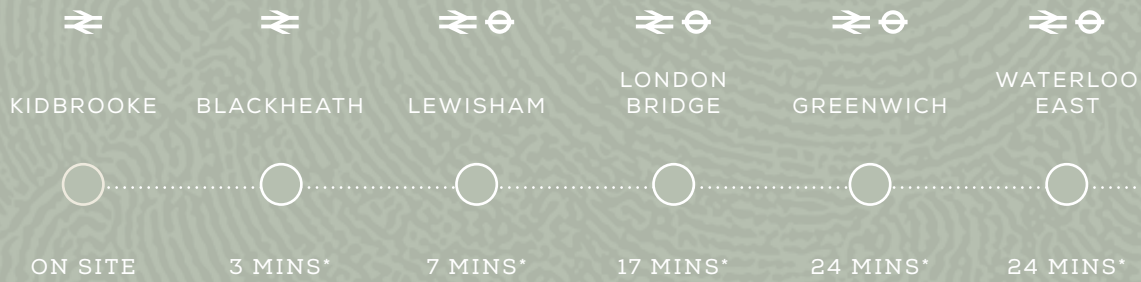 KIDBROOKE
BLACKHEATH
LEWISHAM
LONDON
BRIDGE
GREENWICH
WATERLOO
EAST
ON SITE
3 MINS*
7 MINS*
17 MINS*
24 MINS*
24 MINS*